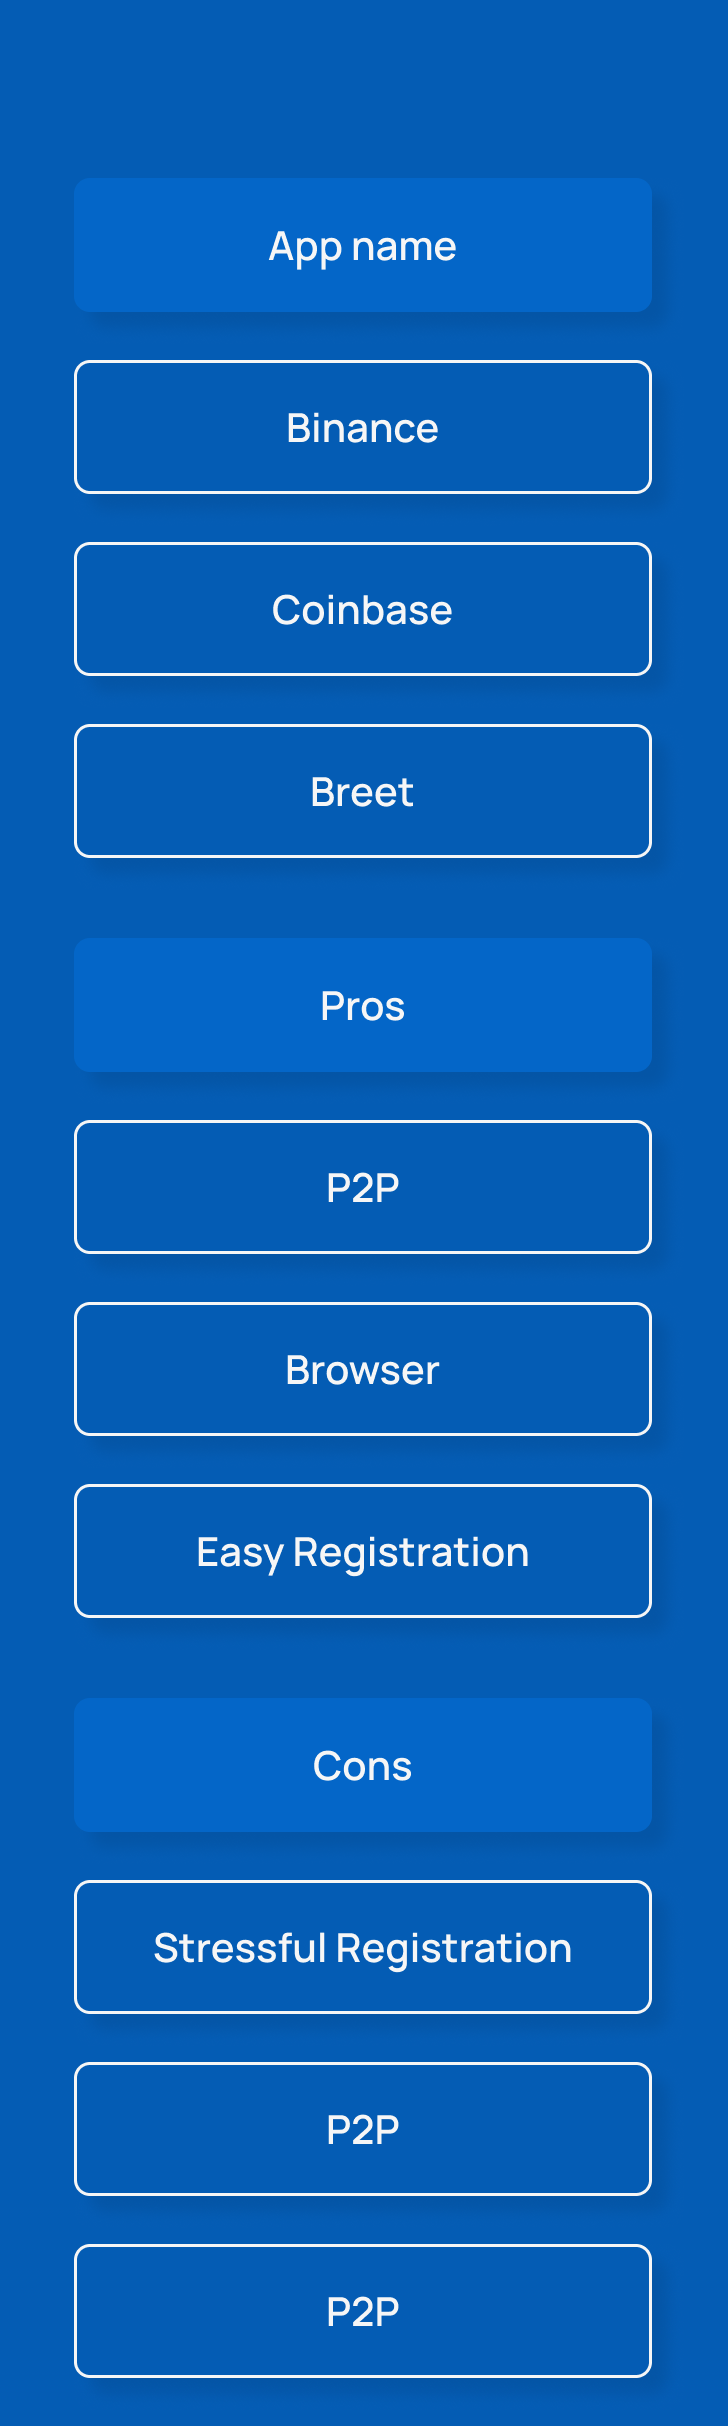 App name
Binance
Coinbase
Breet
Pros
P2P
Browser
Easy Registration
Cons
Stressful Registration
P2P
P2P